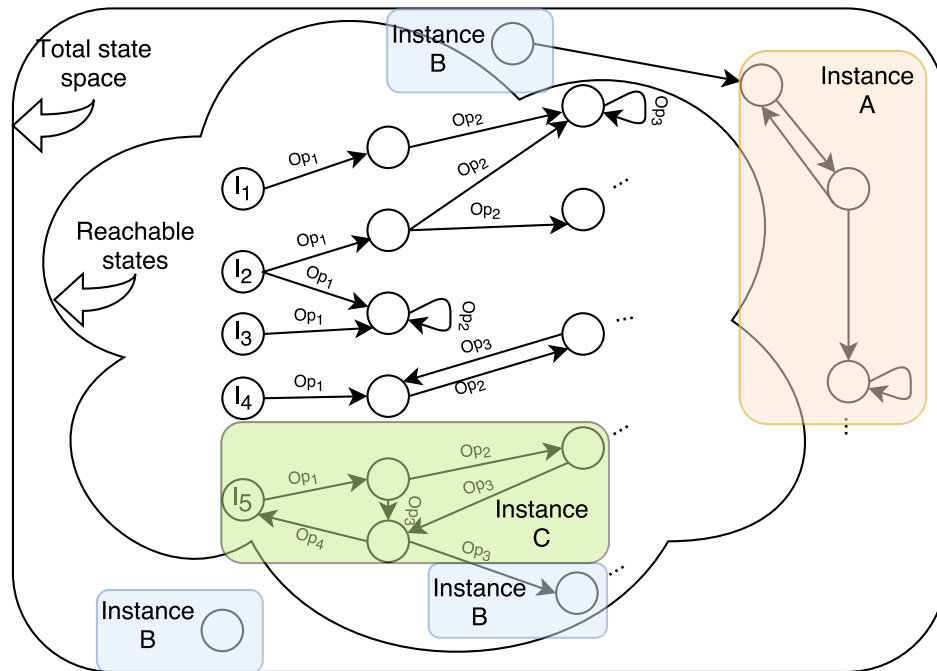 Total state
space
Instance
B
Instance
A
Op₂
Op₃
Op₁
I₁
Op₂
...
Op₁
Op₂
Reachable
states
I₂
Op₁
Op₁
Op₂
I₃
...
Op₃
Op₁
Op₂
I₄
...
...
Op₂
Op₁
Op₃
I₅
Op₃
Instance
C
Op₄
Op₃
...
Instance
B
Instance
B